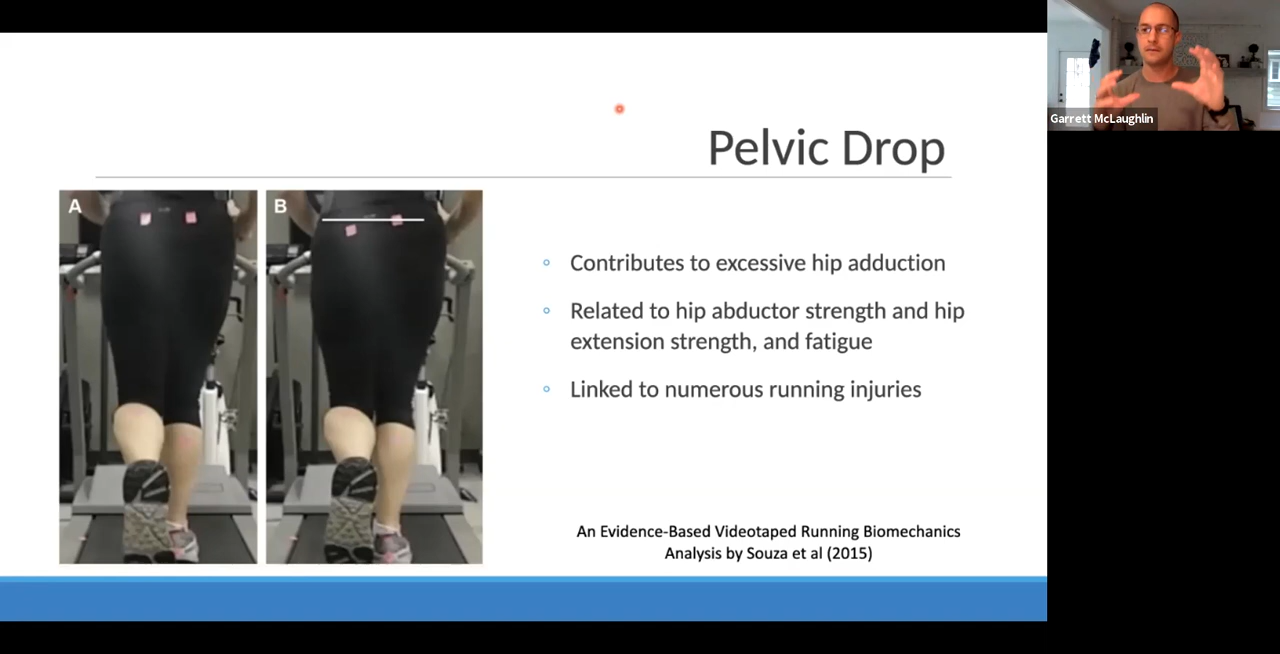 Garrett McLaughlin
Pelvic Drop
A
B
Contributes to excessive hip adduction
Related to hip abductor strength and hip
extension strength, and fatigue
Linked to numerous running injuries
An Evidence-Based Videotaped Running Biomechanics
Analysis by Souza et al (2015)